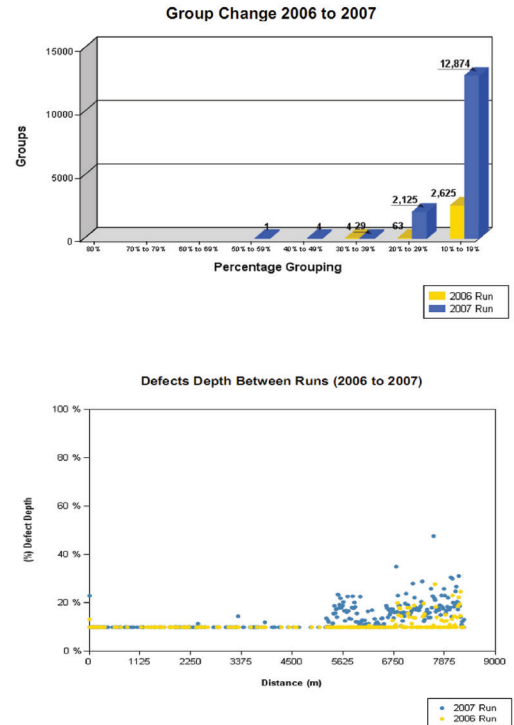 Group Change 2006 to 2007
15000
10000
5000
0
Groups
12,874
2,125
2,625
1
4
4
29
63
80%
70% to 79%
60% to 69%
50% to 59%
40% to 49%
30% to 39%
20% to 29%
10% to 19%
Percentage Grouping
2006 Run
2007 Run
Defects Depth Between Runs (2006 to 2007)
100 %
80 %
60 %
40 %
20 %
0 %
(%) Defect Depth
0
1125
2250
3375
4500
5625
6750
7875
9000
Distance (m)
2007 Run
2006 Run